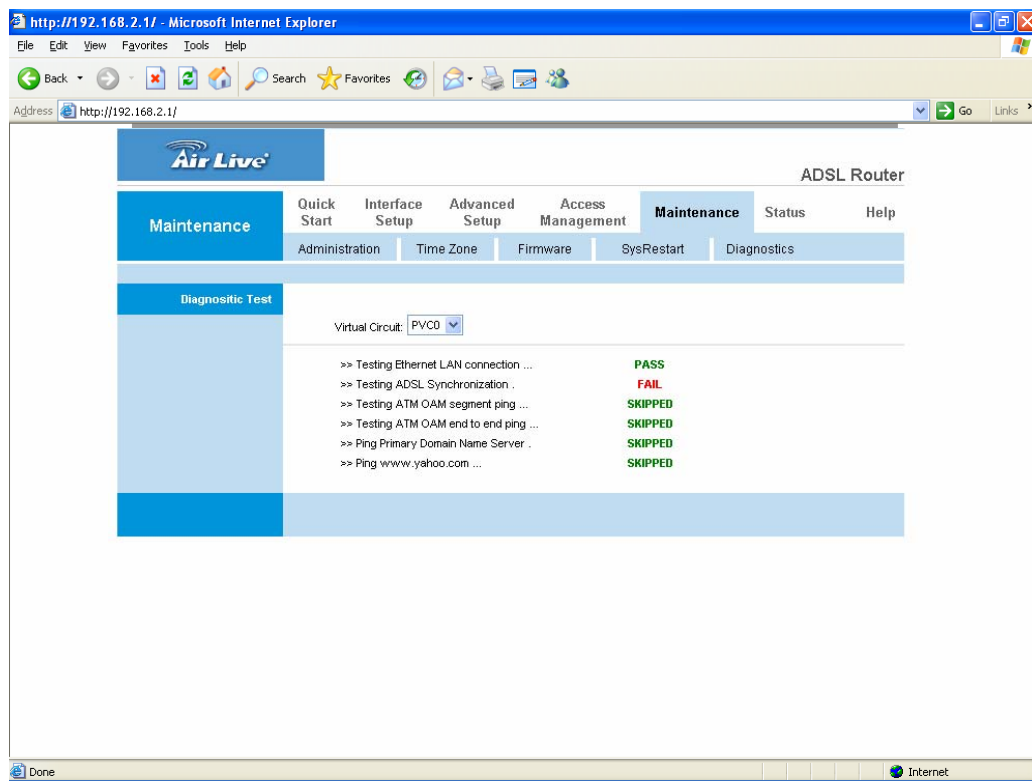 http://192.168.2.1/ - Microsoft Internet Explorer
File Edit View Favorites Tools Help
Back Search Favorites
Address http://192.168.2.1/ Go Links
Air Live®
ADSL Router
Maintenance
Quick Start Interface Setup Advanced Setup Access Management Maintenance Status Help
Administration Time Zone Firmware SysRestart Diagnostics
Diagnositic Test
Virtual Circuit: PVC0
>> Testing Ethernet LAN connection ... PASS
>> Testing ADSL Synchronization . FAIL
>> Testing ATM OAM segment ping ... SKIPPED
>> Testing ATM OAM end to end ping ... SKIPPED
>> Ping Primary Domain Name Server . SKIPPED
>> Ping www.yahoo.com ... SKIPPED
Done Internet